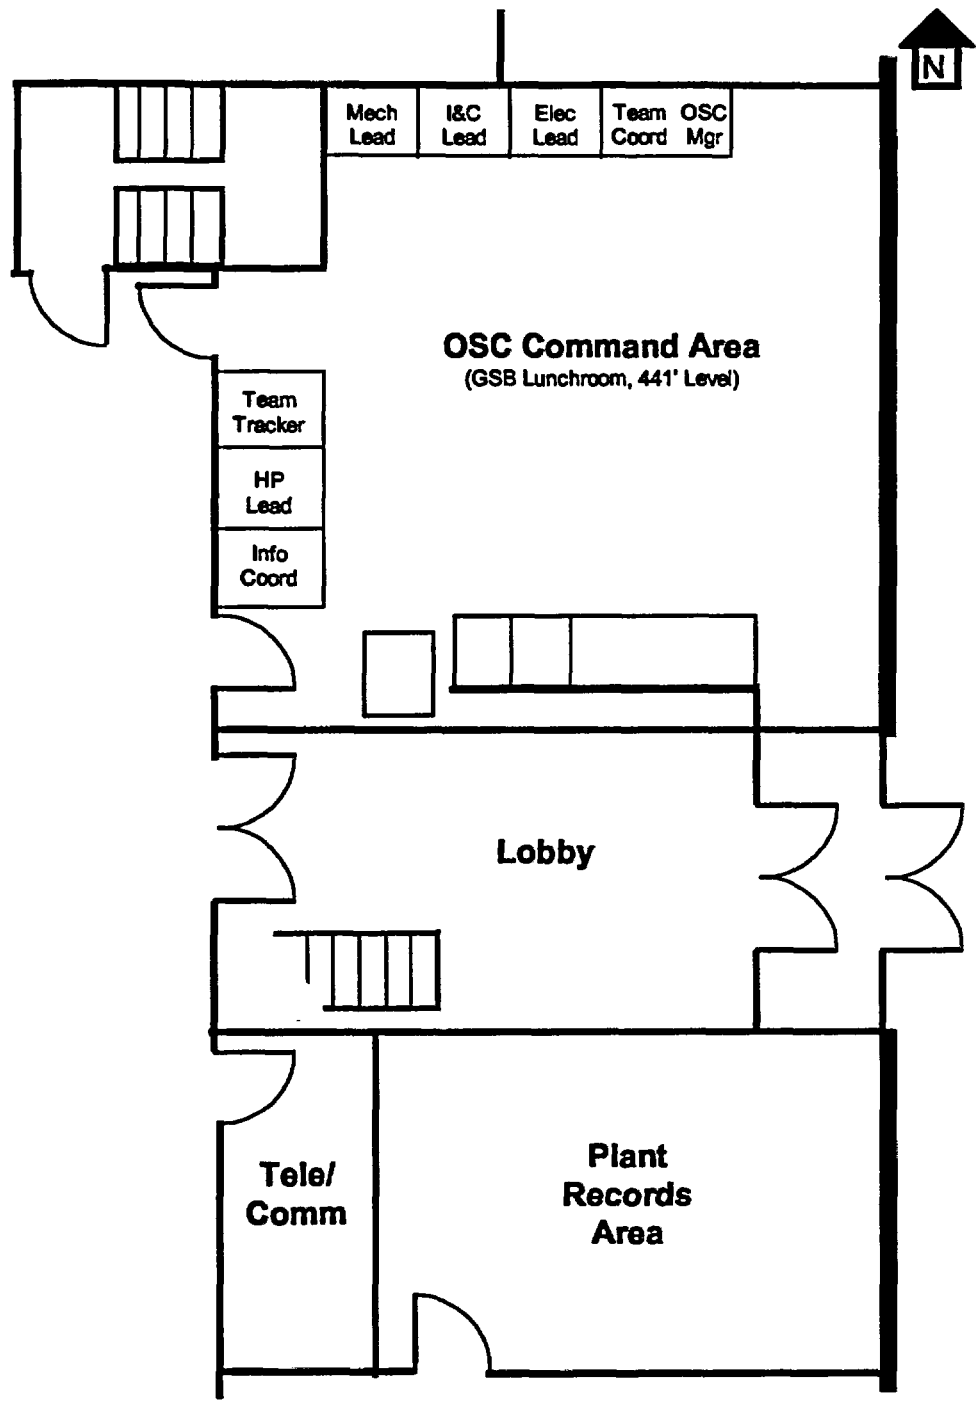 N
Mech
Lead
I&C
Lead
Elec
Lead
Team OSC
Coord Mgr
OSC Command Area
(GSB Lunchroom, 441' Level)
Team
Tracker
HP
Lead
Info
Coord
Lobby
Tele/
Comm
Plant
Records
Area